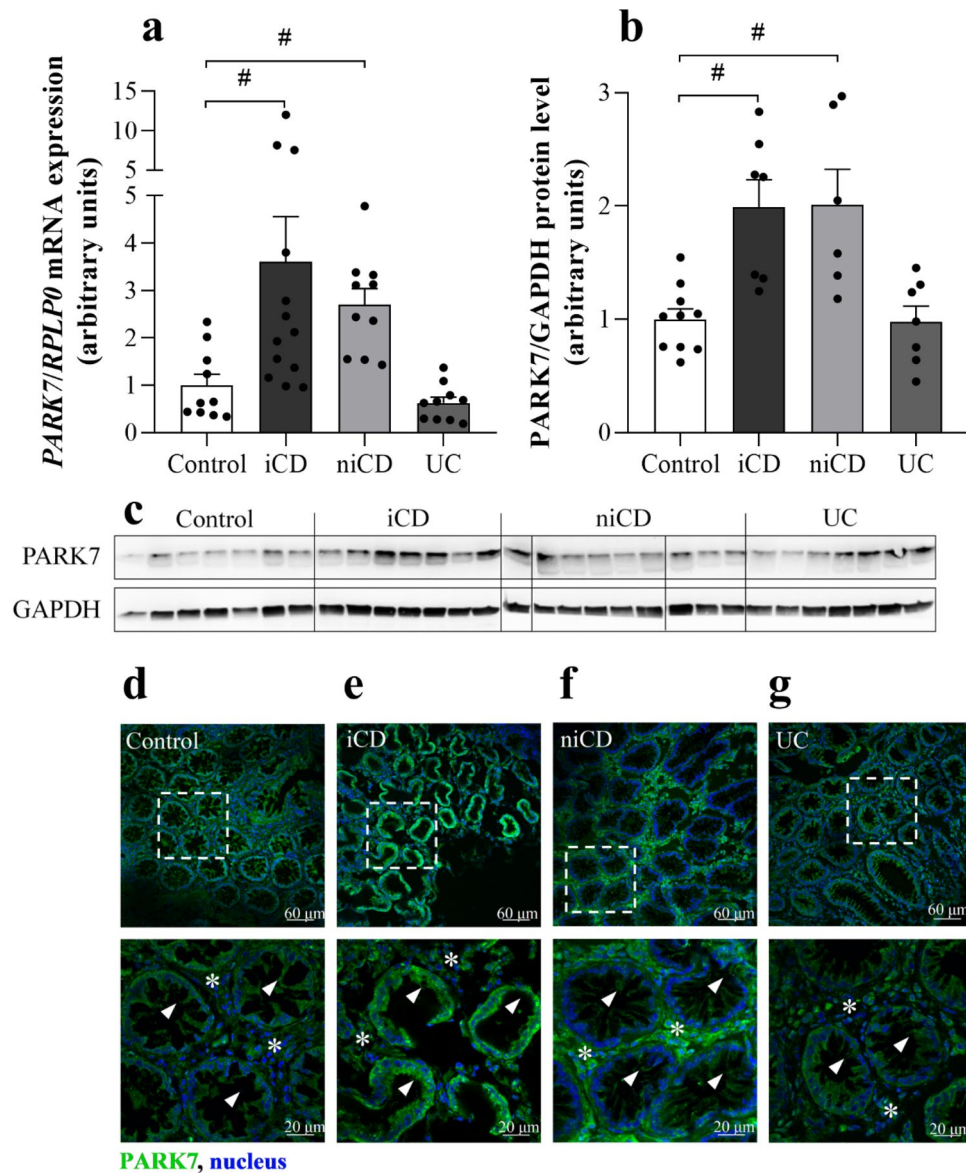 a
PARK7/RPLP0 mRNA expression
(arbitrary units)
#
#
15
10
5
5
4
3
2
1
0
Control iCD niCD UC
b
PARK7/GAPDH protein level
(arbitrary units)
#
#
3
2
1
0
Control iCD niCD UC
c
Control iCD niCD UC
PARK7
GAPDH
d e f g
Control iCD niCD UC
60 µm 60 µm 60 µm 60 µm
* * * * * * * *
20 µm 20 µm 20 µm 20 µm
PARK7, nucleus